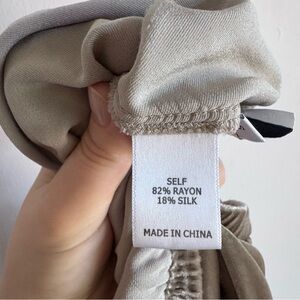 SELF
82% RAYON
18% SILK
MADE IN CHINA